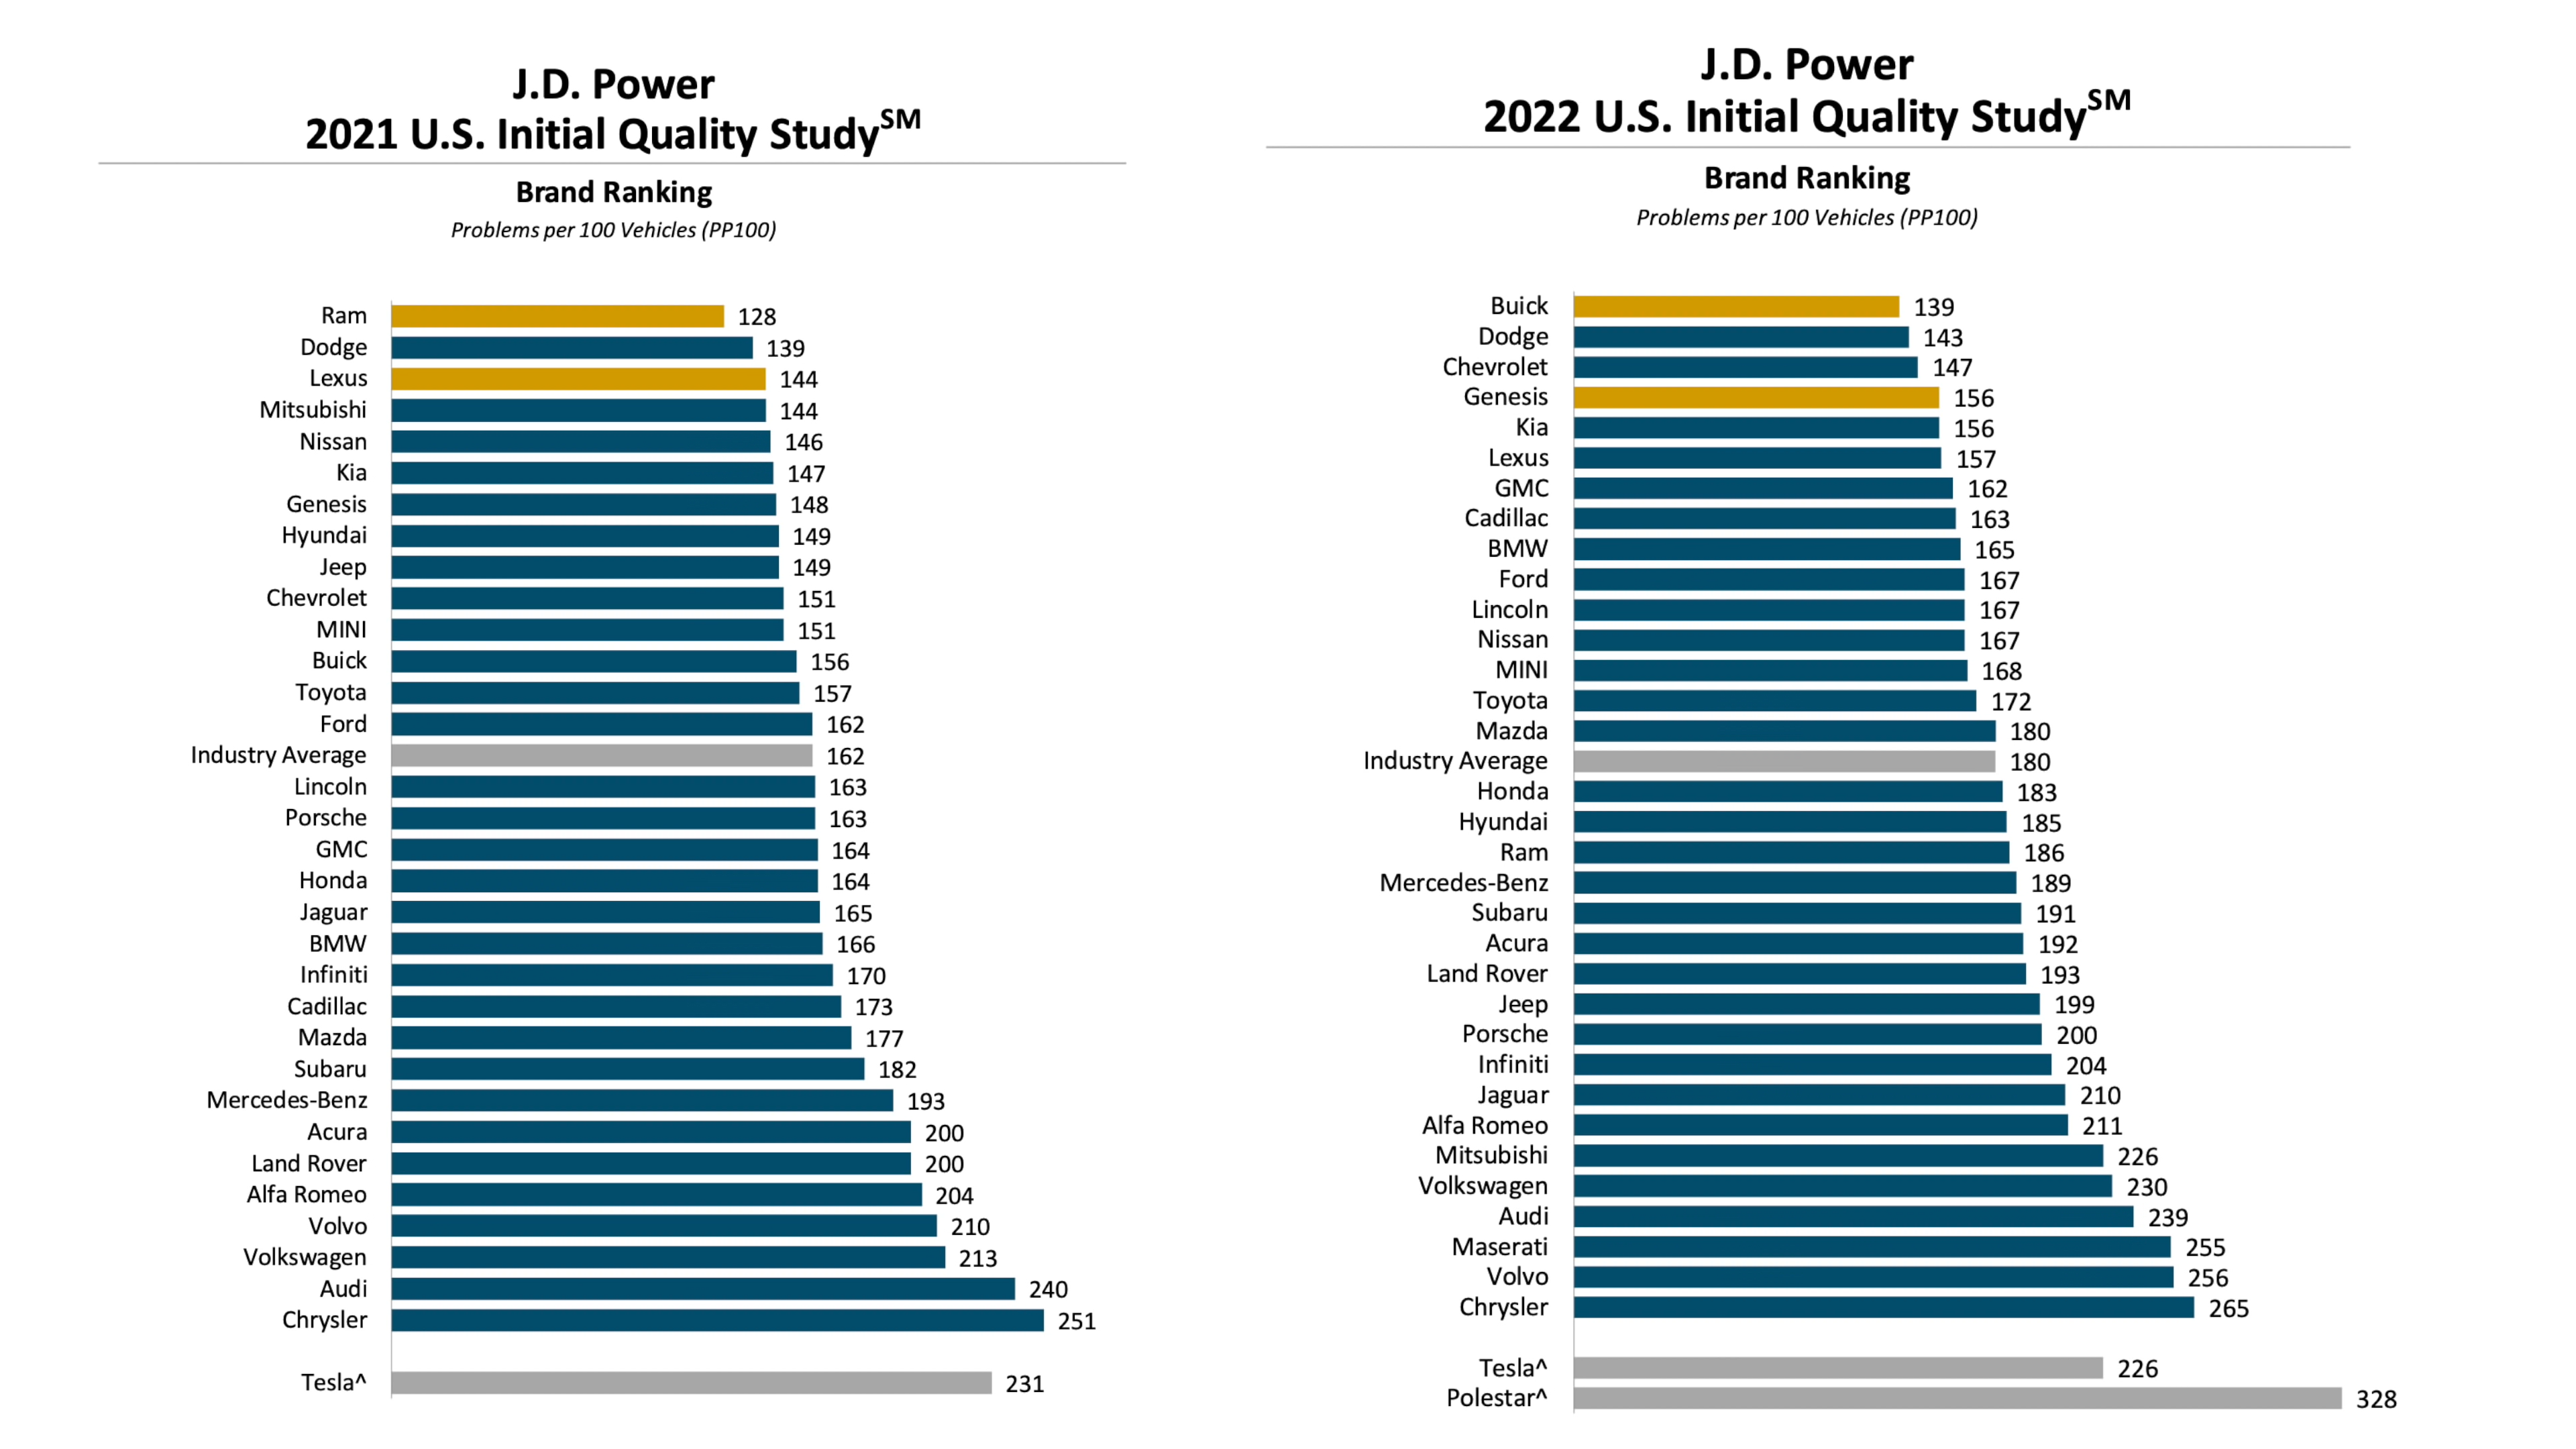 J.D. Power
2021 U.S. Initial Quality StudySM
Brand Ranking
Problems per 100 Vehicles (PP100)
Ram 128
Dodge 139
Lexus 144
Mitsubishi 144
Nissan 146
Kia 147
Genesis 148
Hyundai 149
Jeep 149
Chevrolet 151
MINI 151
Buick 156
Toyota 157
Ford 162
Industry Average 162
Lincoln 163
Porsche 163
GMC 164
Honda 164
Jaguar 165
BMW 166
Infiniti 170
Cadillac 173
Mazda 177
Subaru 182
Mercedes-Benz 193
Acura 200
Land Rover 200
Alfa Romeo 204
Volvo 210
Volkswagen 213
Audi 240
Chrysler 251
Tesla^ 231
J.D. Power
2022 U.S. Initial Quality StudySM
Brand Ranking
Problems per 100 Vehicles (PP100)
Buick 139
Dodge 143
Chevrolet 147
Genesis 156
Kia 156
Lexus 157
GMC 162
Cadillac 163
BMW 165
Ford 167
Lincoln 167
Nissan 167
MINI 168
Toyota 172
Mazda 180
Industry Average 180
Honda 183
Hyundai 185
Ram 186
Mercedes-Benz 189
Subaru 191
Acura 192
Land Rover 193
Jeep 199
Porsche 200
Infiniti 204
Jaguar 210
Alfa Romeo 211
Mitsubishi 226
Volkswagen 230
Audi 239
Maserati 255
Volvo 256
Chrysler 265
Tesla^ 226
Polestar^ 328